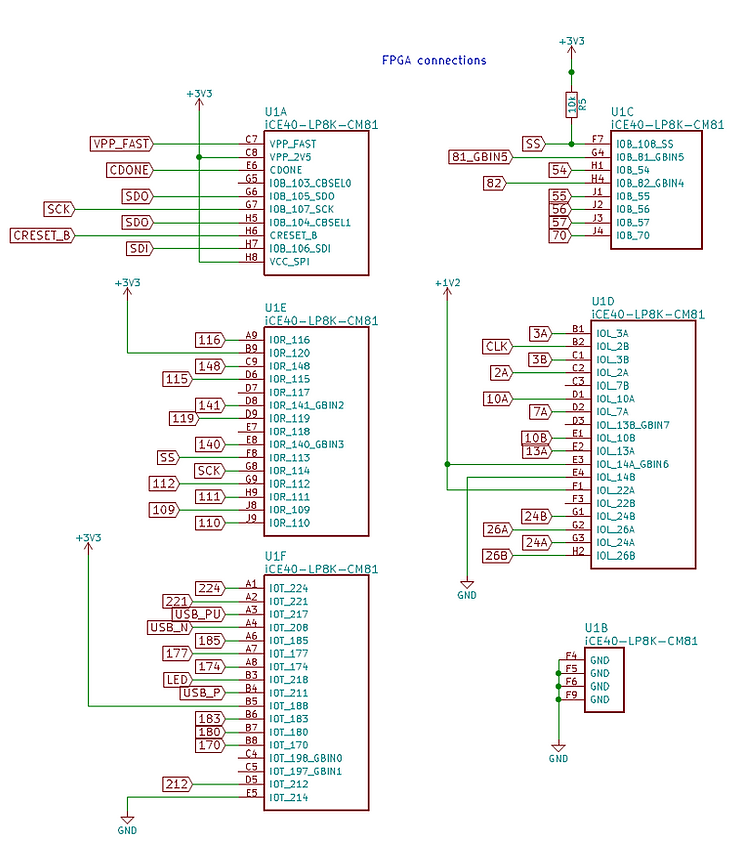 FPGA connections
+3V3
U1A
iCE40-LP8K-CM81
VPP_FAST C7 VPP_FAST
C8 VPP_2V5
CDONE E6 CDONE
G5 IOB_103_CBSEL0
SDO G6 IOB_105_SDO
SCK G7 IOB_107_SCK
SDO H5 IOB_104_CBSEL1
CRESET_B H6 CRESET_B
SDI H7 IOB_106_SDI
H8 VCC_SPI
+3V3
10k
R5
U1C
iCE40-LP8K-CM81
SS F7 IOB_108_SS
81_GBIN5 G4 IOB_81_GBIN5
54 H1 IOB_54
82 H4 IOB_82_GBIN4
55 J1 IOB_55
56 J2 IOB_56
57 J3 IOB_57
70 J4 IOB_70
+3V3
U1E
iCE40-LP8K-CM81
116 A9 IOR_116
B9 IOR_120
148 C9 IOR_148
115 D6 IOR_115
D7 IOR_117
141 D8 IOR_141_GBIN2
119 D9 IOR_119
E7 IOR_118
140 E8 IOR_140_GBIN3
SS F8 IOR_113
SCK G8 IOR_114
112 G9 IOR_112
111 H9 IOR_111
109 J8 IOR_109
110 J9 IOR_110
+1V2
U1D
iCE40-LP8K-CM81
3A B1 IOL_3A
CLK B2 IOL_2B
3B C1 IOL_3B
2A C2 IOL_2A
C3 IOL_7B
10A D1 IOL_10A
7A D2 IOL_7A
D3 IOL_13B_GBIN7
10B E1 IOL_10B
13A E2 IOL_13A
E3 IOL_14A_GBIN6
E4 IOL_14B
F1 IOL_22A
F3 IOL_22B
24B G1 IOL_24B
26A G2 IOL_26A
24A G3 IOL_24A
26B H2 IOL_26B
GND
+3V3
U1F
iCE40-LP8K-CM81
224 A1 IOT_224
221 A2 IOT_221
USB_PU A3 IOT_217
USB_N A4 IOT_208
185 A6 IOT_185
177 A7 IOT_177
174 A8 IOT_174
LED B3 IOT_218
USB_P B4 IOT_211
B5 IOT_188
183 B6 IOT_183
180 B7 IOT_180
170 B8 IOT_170
C4 IOT_198_GBIN0
C5 IOT_197_GBIN1
212 D5 IOT_212
E5 IOT_214
GND
U1B
iCE40-LP8K-CM81
F4 GND
F5 GND
F6 GND
F9 GND
GND